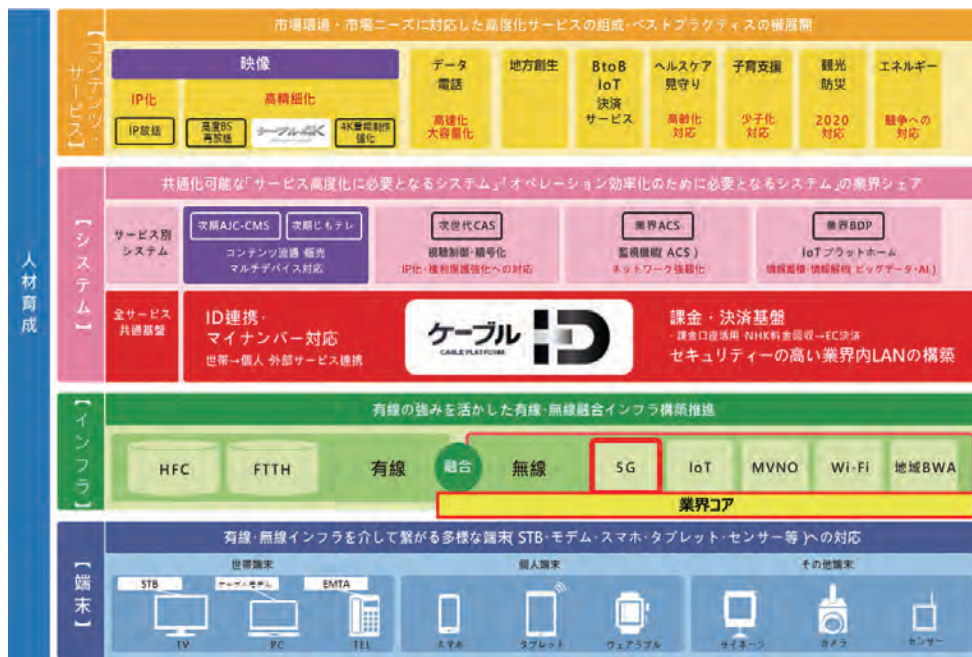 人材育成
【コンテンツ・サービス】
市場環境・市場ニーズに対応した高度化サービスの組成・ベストプラクティスの横展開
映像
IP化
高精細化
IP放送
高度BS
再放送
ケーブル4K
4K番組制作
強化
データ
電話
高速化
大容量化
地方創生
BtoB
IoT
決済
サービス
ヘルスケア
見守り
高齢化
対応
子育支援
少子化
対応
観光
防災
2020
対応
エネルギー
競争への
対応
【システム】
共通化可能な「サービス高度化に必要となるシステム」「オペレーション効率化のために必要となるシステム」の業界シェア
サービス別
システム
次期AJC-CMS
次期じもテレ
コンテンツ流通・販売
マルチデバイス対応
次世代CAS
視聴制御・暗号化
IP化・権利保護強化への対応
業界ACS
監視機能(ACS)
ネットワーク強靱化
業界BDP
IoTプラットホーム
情報蓄積・情報解析(ビッグデータ・AI)
全サービス
共通基盤
ID連携・
マイナンバー対応
世帯→個人・外部サービス連携
ケーブル ID
CABLE PLATFORM
課金・決済基盤
・課金口座活用・NHK料金回収→EC決済
セキュリティーの高い業界内LANの構築
【インフラ】
有線の強みを活かした有線・無線融合インフラ構築推進
HFC
FTTH
有線
融合
無線
5G
IoT
MVNO
Wi-Fi
地域BWA
業界コア
【端末】
有線・無線インフラを介して繋がる多様な端末(STB・モデム・スマホ・タブレット・センサー等)への対応
世帯端末
個人端末
その他端末
STB
ケーブルモデム
EMTA
TV
PC
TEL
スマホ
タブレット
ウェアラブル
サイネージ
カメラ
センサー